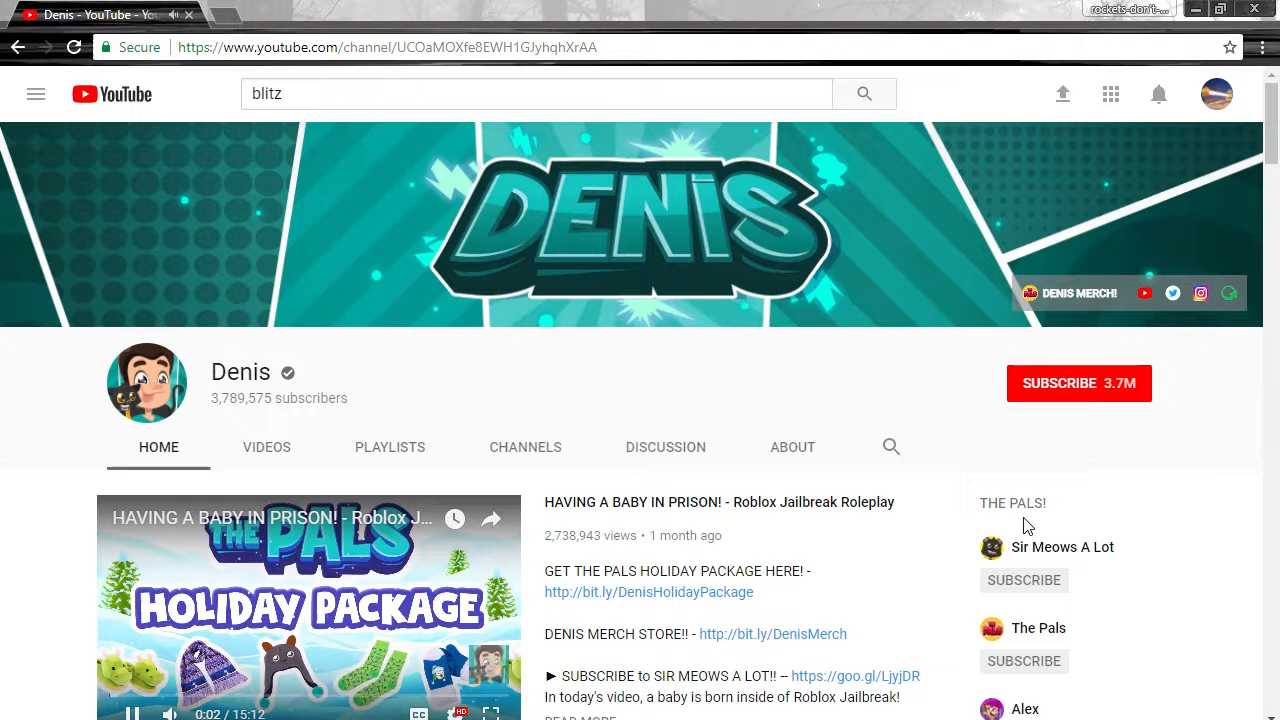 Denis - YouTube - Yo
rockets-don't-...
Secure
https://www.youtube.com/channel/UCOaMOXfe8EWH1GJyhqhXrAA
YouTube
blitz
DENIS
DENIS MERCH!
Denis
3,789,575 subscribers
SUBSCRIBE 3.7M
HOME
VIDEOS
PLAYLISTS
CHANNELS
DISCUSSION
ABOUT
HAVING A BABY IN PRISON! - Roblox J...
THE PALS
HOLIDAY PACKAGE
0:02 / 15:12
CC
HD
HAVING A BABY IN PRISON! - Roblox Jailbreak Roleplay
2,738,943 views • 1 month ago
GET THE PALS HOLIDAY PACKAGE HERE! -
http://bit.ly/DenisHolidayPackage
DENIS MERCH STORE!! - http://bit.ly/DenisMerch
► SUBSCRIBE to SIR MEOWS A LOT!! -- https://goo.gl/LjyjDR
In today's video, a baby is born inside of Roblox Jailbreak!
READ MORE
THE PALS!
Sir Meows A Lot
SUBSCRIBE
The Pals
SUBSCRIBE
Alex